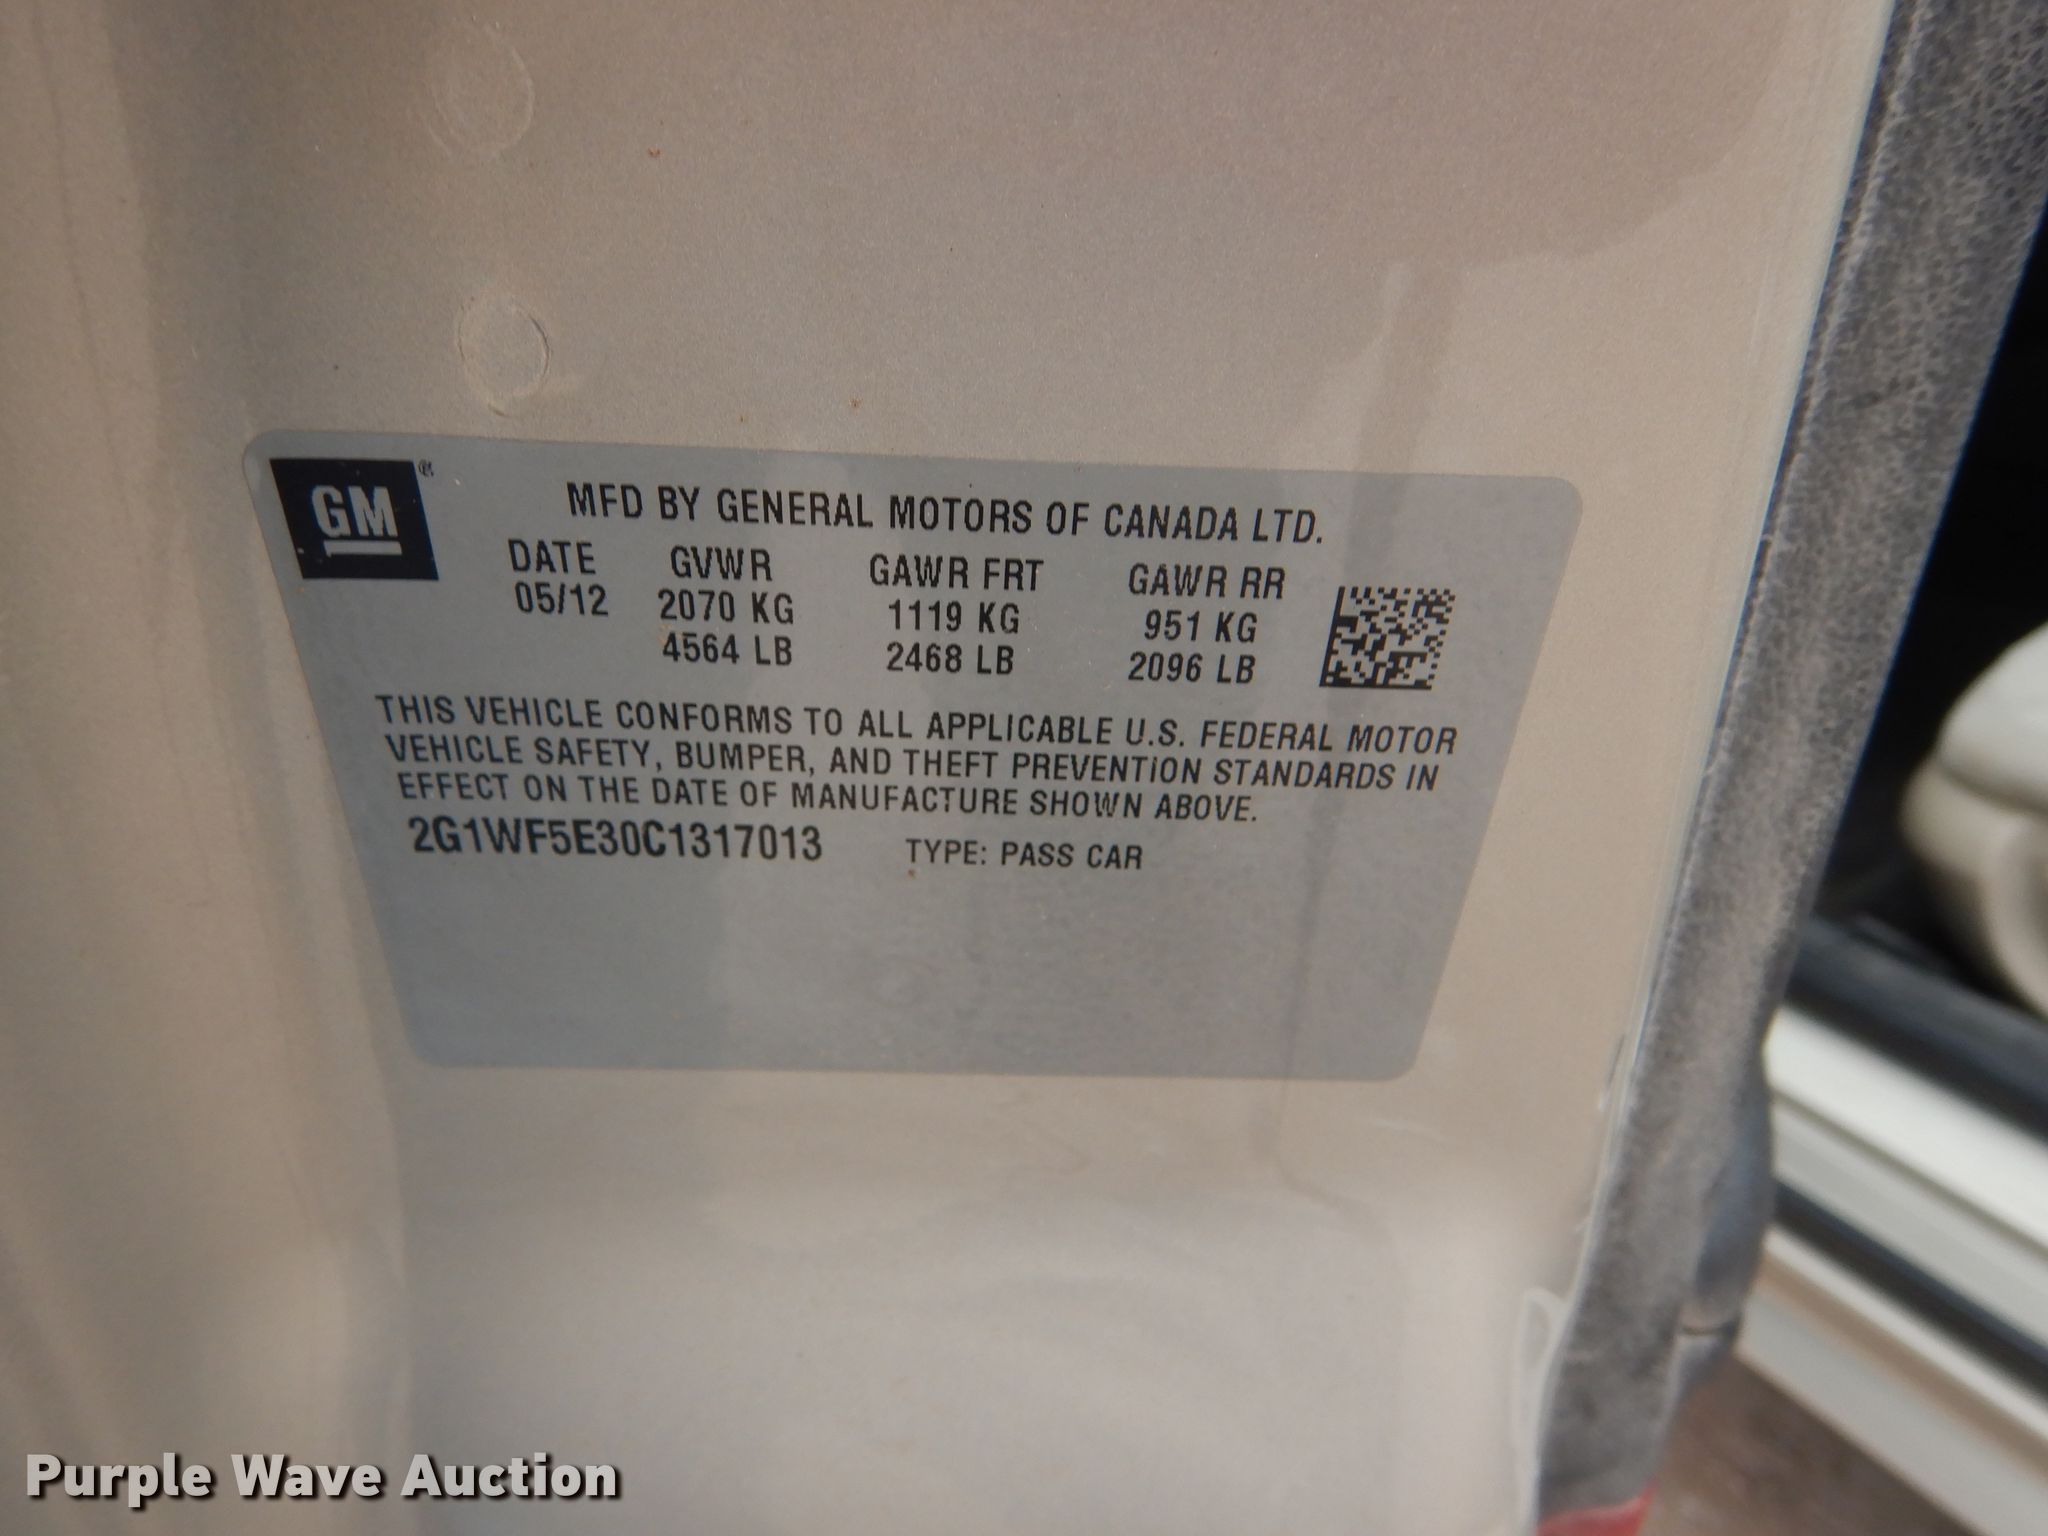 GM®
MFD BY GENERAL MOTORS OF CANADA LTD.
DATE GVWR GAWR FRT GAWR RR
05/12 2070 KG 1119 KG 951 KG
4564 LB 2468 LB 2096 LB
THIS VEHICLE CONFORMS TO ALL APPLICABLE U.S. FEDERAL MOTOR
VEHICLE SAFETY, BUMPER, AND THEFT PREVENTION STANDARDS IN
EFFECT ON THE DATE OF MANUFACTURE SHOWN ABOVE.
2G1WF5E30C1317013 TYPE: PASS CAR
Purple Wave Auction